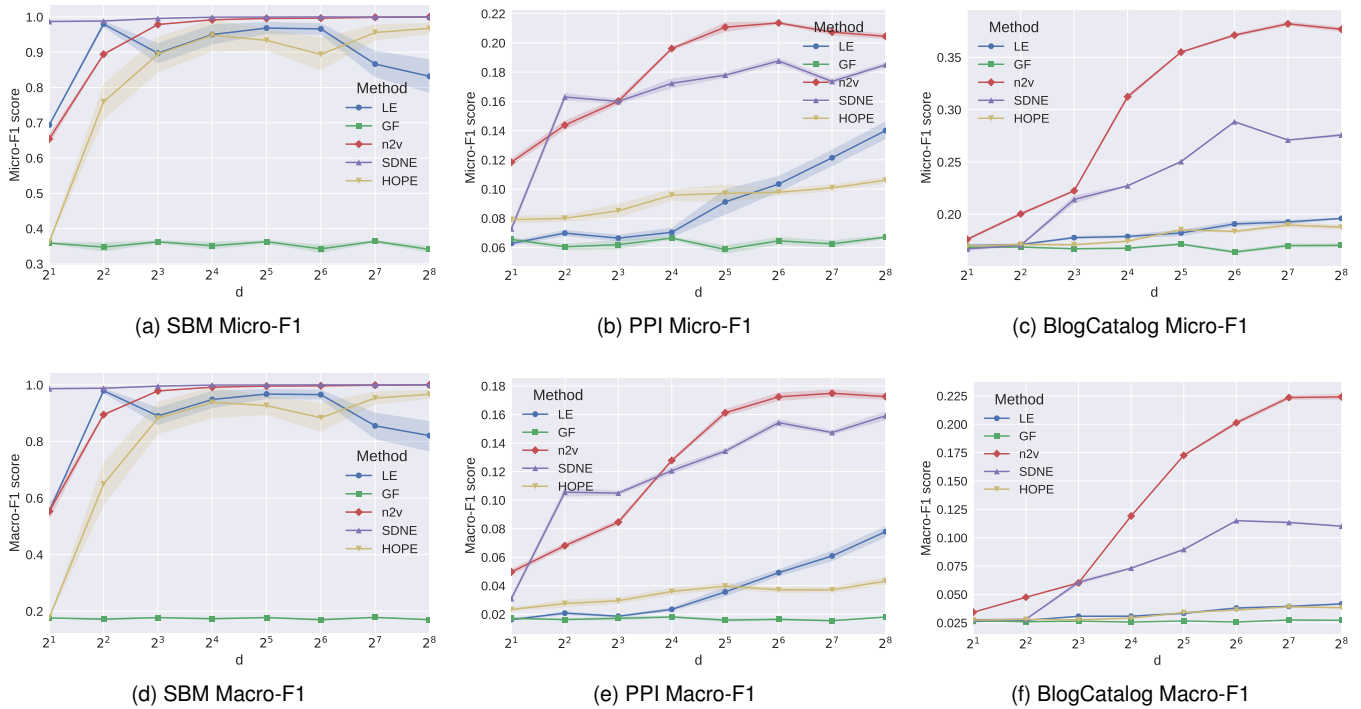 1.0
0.9
0.8
0.7
0.6
0.5
0.4
0.3
Micro-F1 score
Method
LE
GF
n2v
SDNE
HOPE
2^1 2^2 2^3 2^4 2^5 2^6 2^7 2^8
d
(a) SBM Micro-F1
0.22
0.20
0.18
0.16
0.14
0.12
0.10
0.08
0.06
Micro-F1 score
Method
LE
GF
n2v
SDNE
HOPE
2^1 2^2 2^3 2^4 2^5 2^6 2^7 2^8
d
(b) PPI Micro-F1
0.35
0.30
0.25
0.20
Micro-F1 score
Method
LE
GF
n2v
SDNE
HOPE
2^1 2^2 2^3 2^4 2^5 2^6 2^7 2^8
d
(c) BlogCatalog Micro-F1
1.0
0.8
0.6
0.4
0.2
Macro-F1 score
Method
LE
GF
n2v
SDNE
HOPE
2^1 2^2 2^3 2^4 2^5 2^6 2^7 2^8
d
(d) SBM Macro-F1
0.18
0.16
0.14
0.12
0.10
0.08
0.06
0.04
0.02
Macro-F1 score
Method
LE
GF
n2v
SDNE
HOPE
2^1 2^2 2^3 2^4 2^5 2^6 2^7 2^8
d
(e) PPI Macro-F1
0.225
0.200
0.175
0.150
0.125
0.100
0.075
0.050
0.025
Macro-F1 score
Method
LE
GF
n2v
SDNE
HOPE
2^1 2^2 2^3 2^4 2^5 2^6 2^7 2^8
d
(f) BlogCatalog Macro-F1